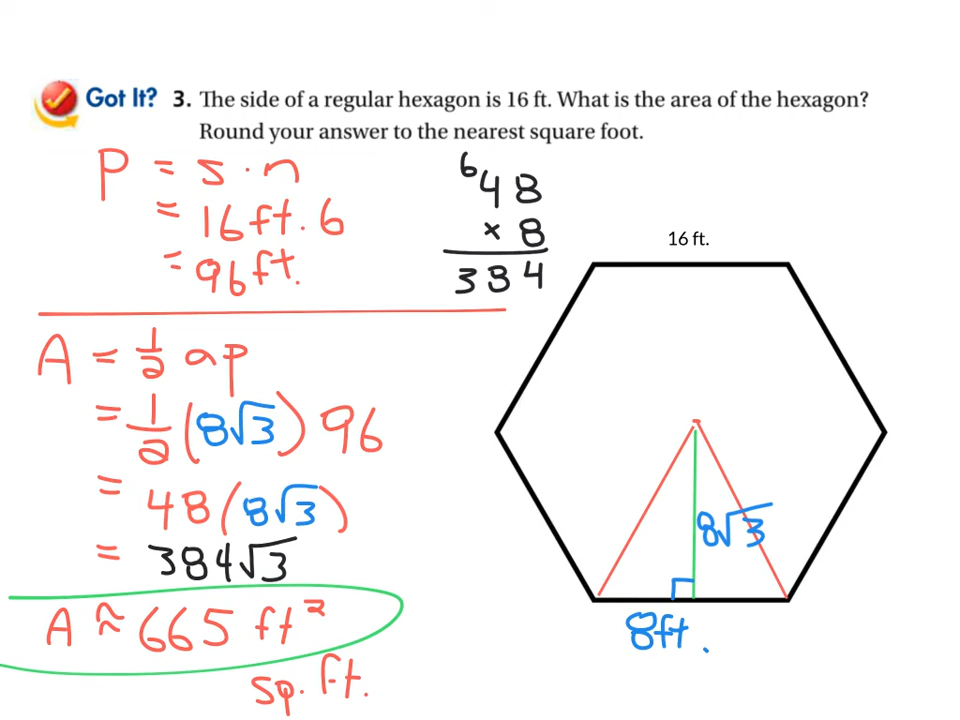 Got It? 3. The side of a regular hexagon is 16 ft. What is the area of the hexagon?
Round your answer to the nearest square foot.
P = s · n
= 16 ft. 6
= 96 ft.
6
48
× 8
384
A = 1/2 ap
= 1/2 (8√3) 96
= 48 (8√3)
= 384√3
A ≈ 665 ft²
sq. ft.
16 ft.
8√3
8ft.